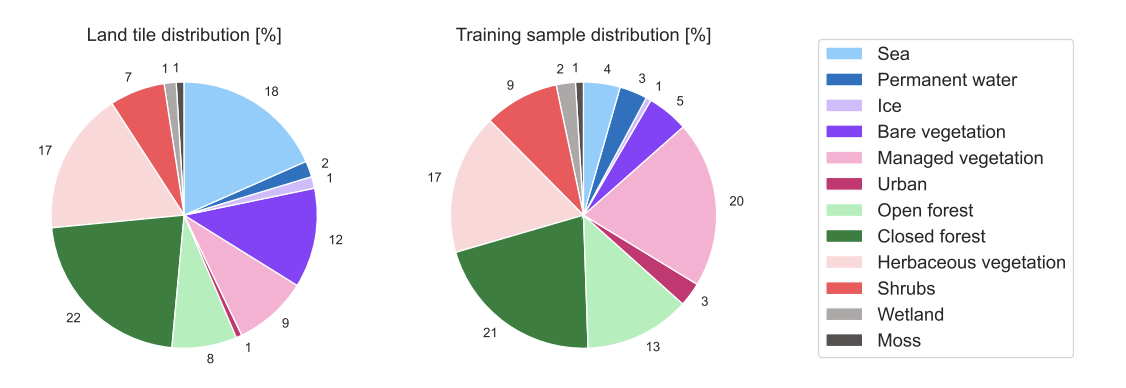 Land tile distribution [%]
18
2
1
12
9
1
8
22
17
7
1
1
Training sample distribution [%]
4
3
1
5
20
3
13
21
17
9
2
1
Sea
Permanent water
Ice
Bare vegetation
Managed vegetation
Urban
Open forest
Closed forest
Herbaceous vegetation
Shrubs
Wetland
Moss